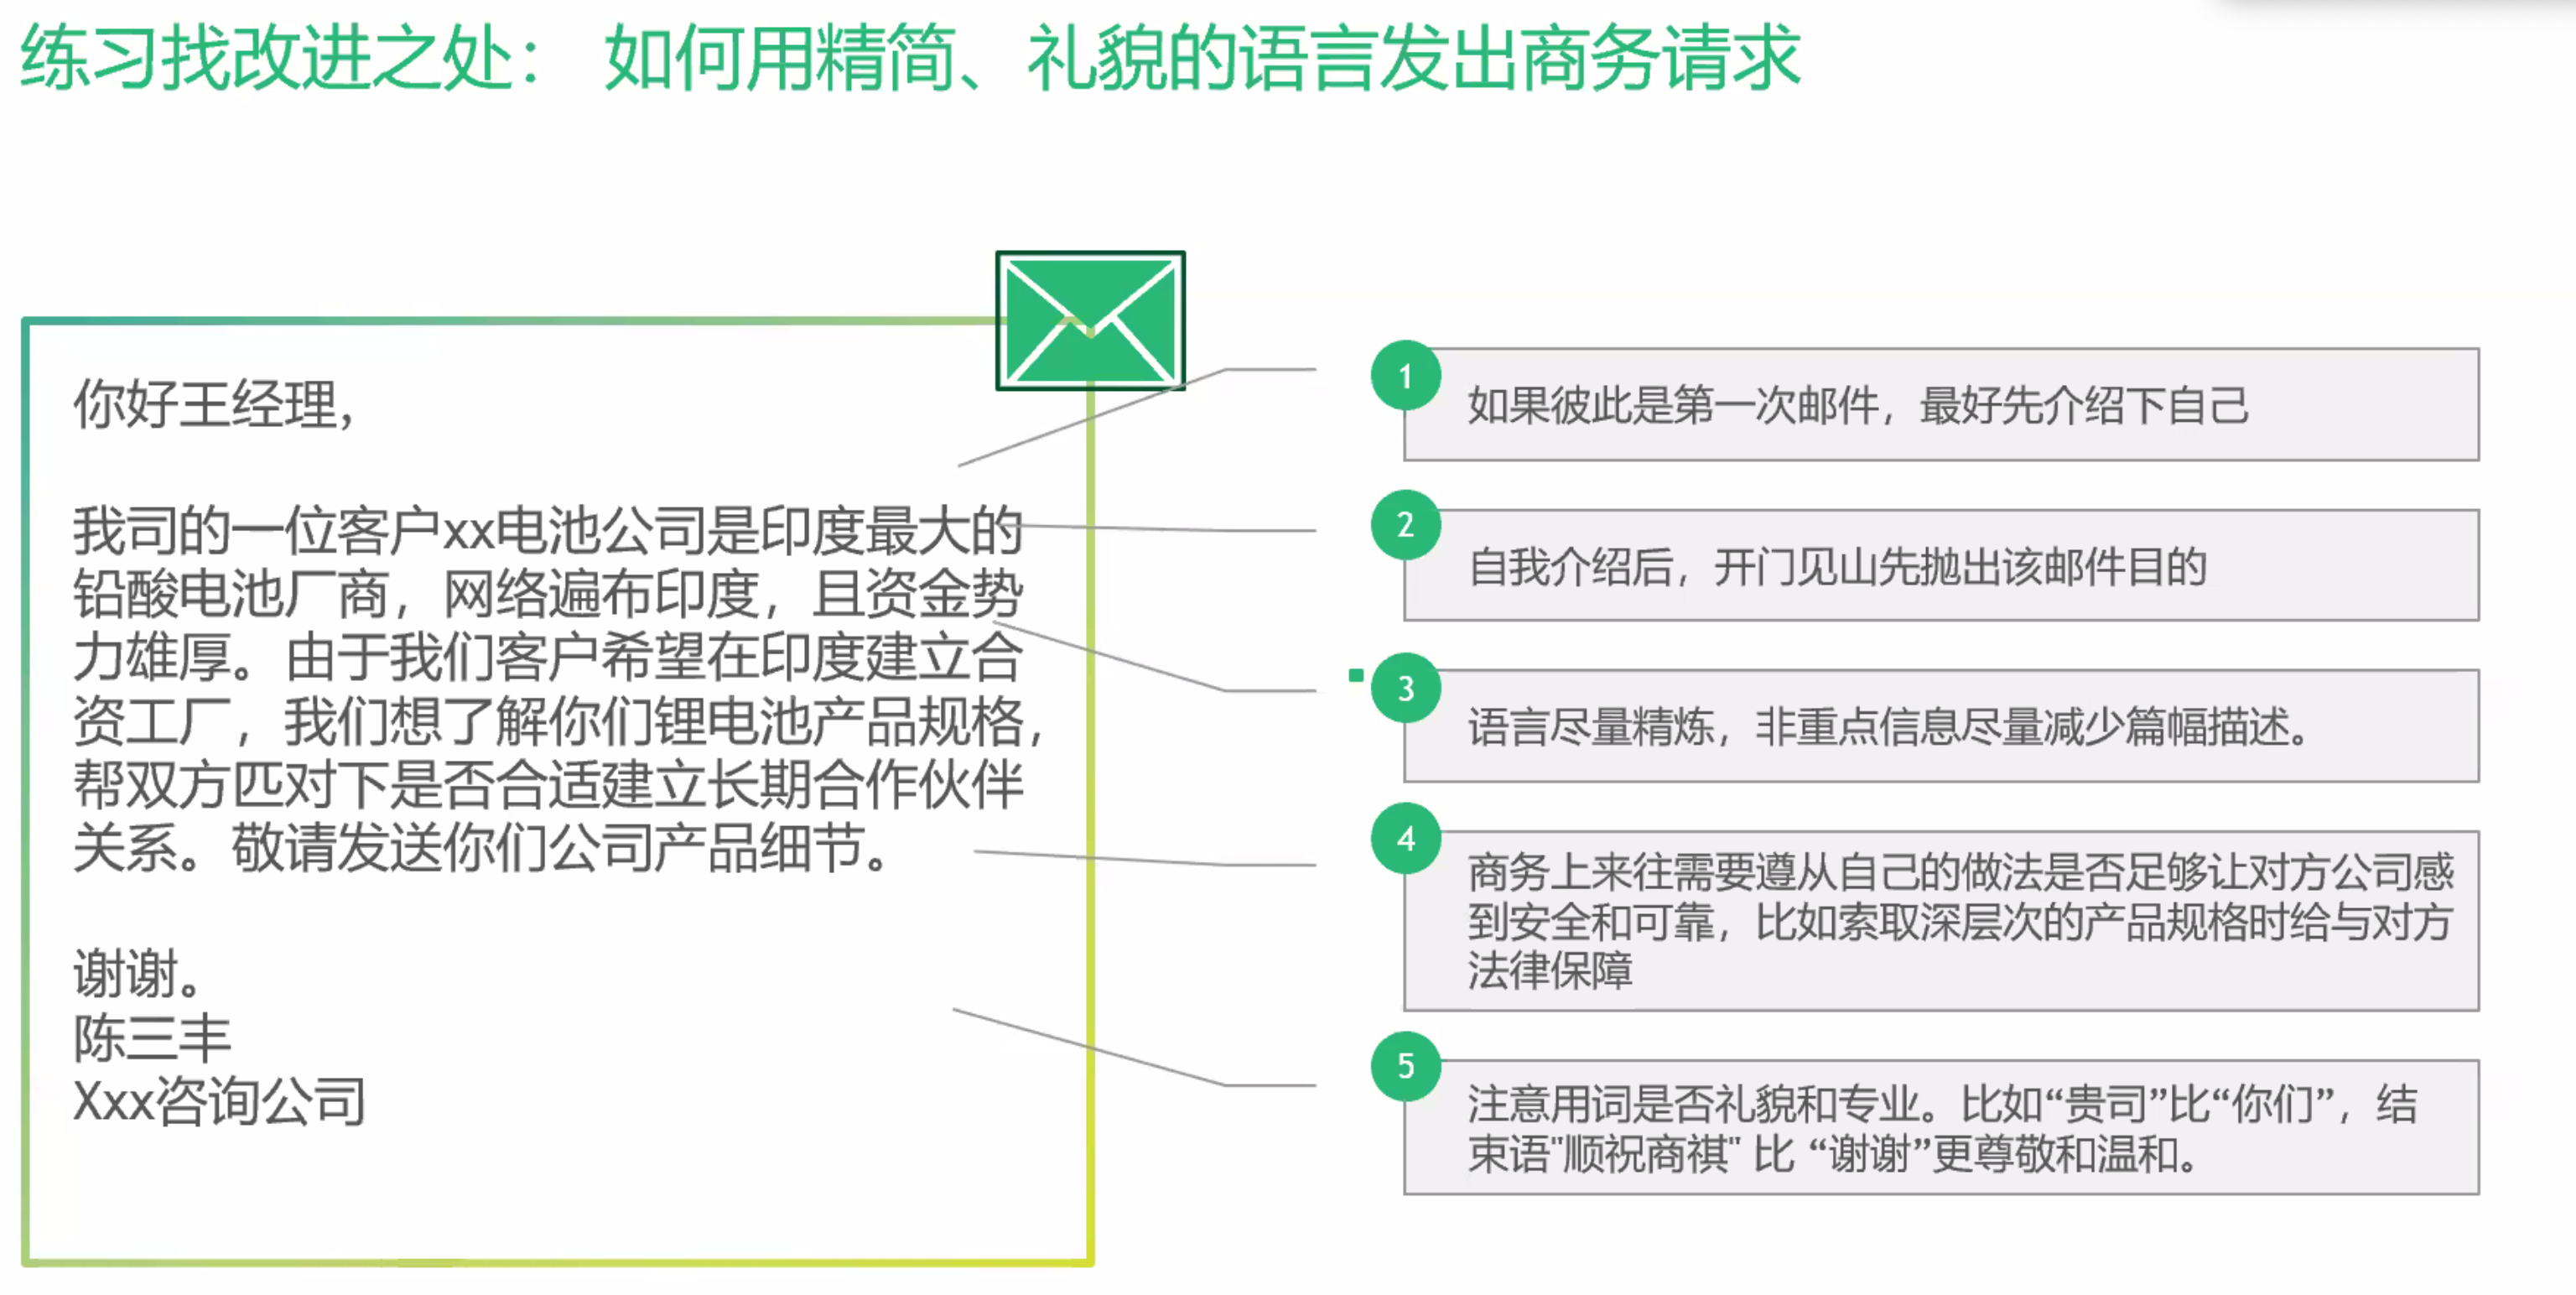 练习找改进之处： 如何用精简、礼貌的语言发出商务请求
你好王经理，
我司的一位客户xx电池公司是印度最大的
铅酸电池厂商，网络遍布印度，且资金势
力雄厚。由于我们客户希望在印度建立合
资工厂，我们想了解你们锂电池产品规格，
帮双方匹对下是否合适建立长期合作伙伴
关系。敬请发送你们公司产品细节。
谢谢。
陈三丰
Xxx咨询公司
1
如果彼此是第一次邮件，最好先介绍下自己
2
自我介绍后，开门见山先抛出该邮件目的
3
语言尽量精炼，非重点信息尽量减少篇幅描述。
4
商务上来往需要遵从自己的做法是否足够让对方公司感
到安全和可靠，比如索取深层次的产品规格时给与对方
法律保障
5
注意用词是否礼貌和专业。比如“贵司”比“你们”，结
束语"顺祝商祺" 比 “谢谢”更尊敬和温和。